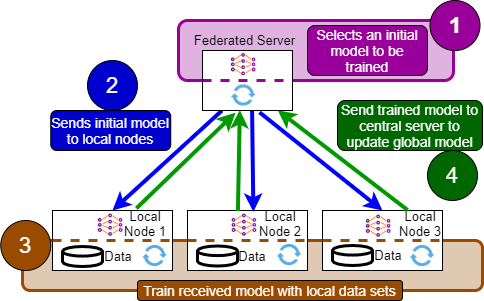 1
Selects an initial
model to be
trained
Federated Server
2
Sends initial model
to local nodes
Send trained model to
central server to
update global model
4
Local
Node 1
Data
Local
Node 2
Data
Local
Node 3
Data
3
Train received model with local data sets